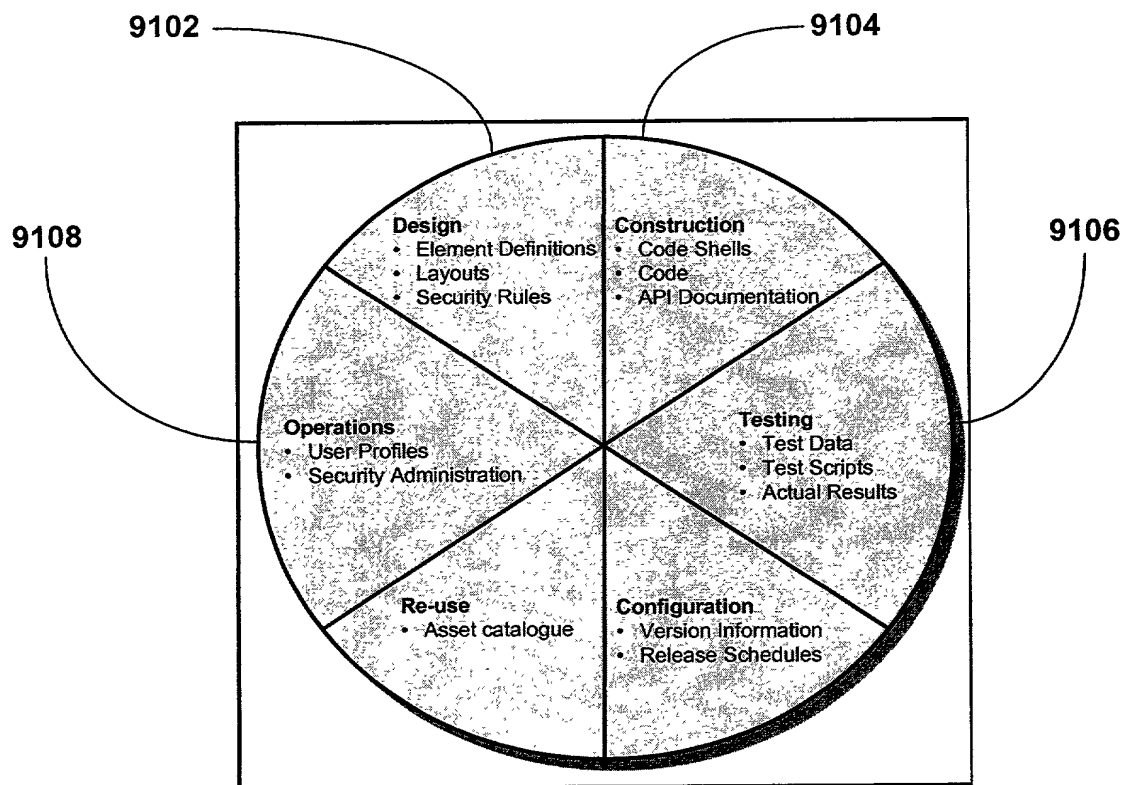 9102
9104
9108
9106
Design
• Element Definitions
• Layouts
• Security Rules
Construction
• Code Shells
• Code
• API Documentation
Operations
• User Profiles
• Security Administration
Testing
• Test Data
• Test Scripts
• Actual Results
Re-use
• Asset catalogue
Configuration
• Version Information
• Release Schedules